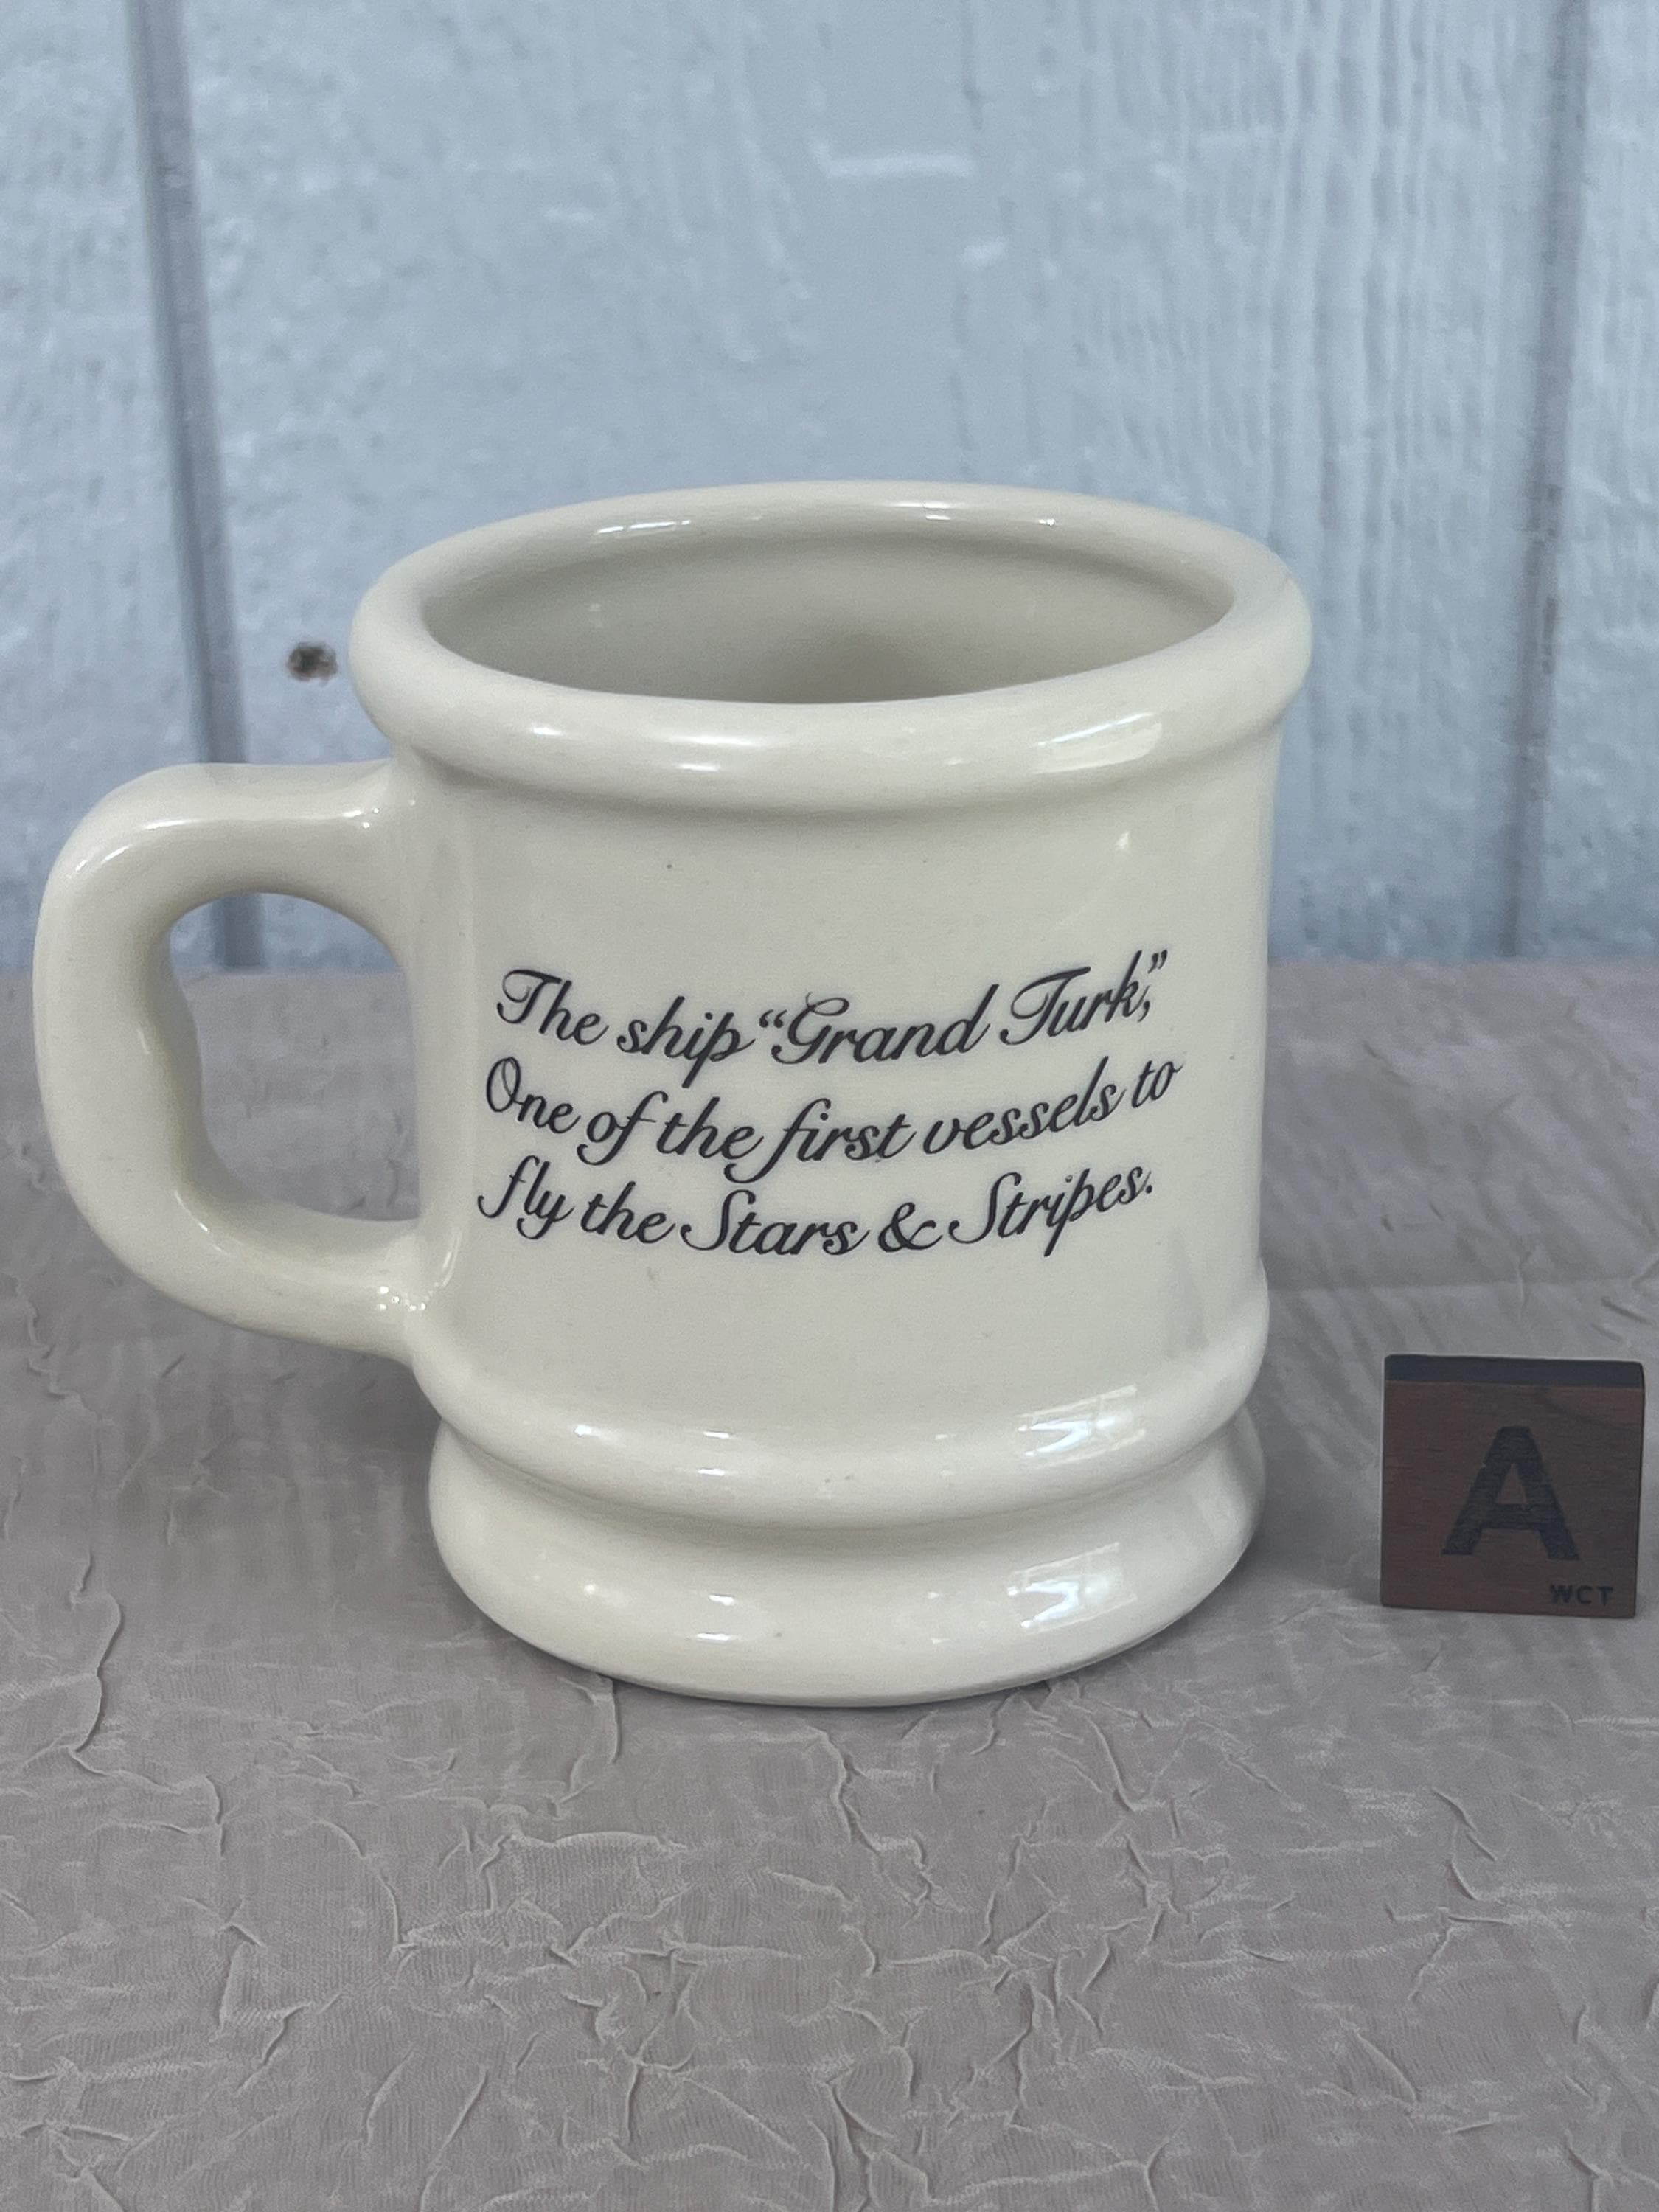 The ship “Grand Turk,”
One of the first vessels to
fly the Stars & Stripes.
A
WCT